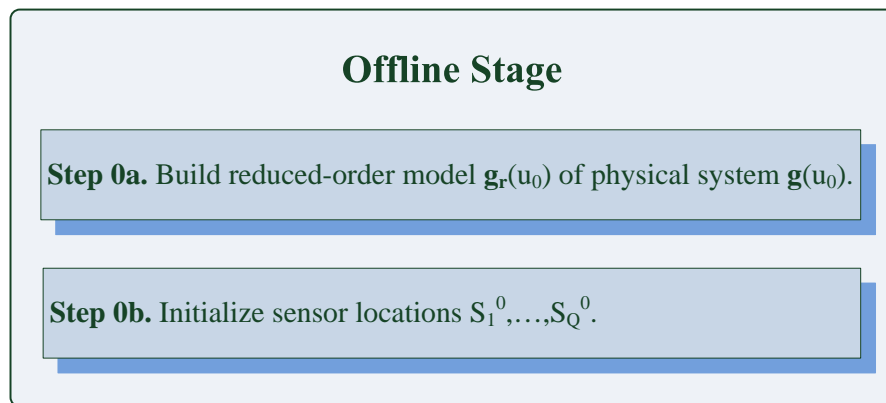 Offline Stage
Step 0a. Build reduced-order model gᵣ(u₀) of physical system g(u₀).
Step 0b. Initialize sensor locations S₁⁰,…,S_Q⁰.